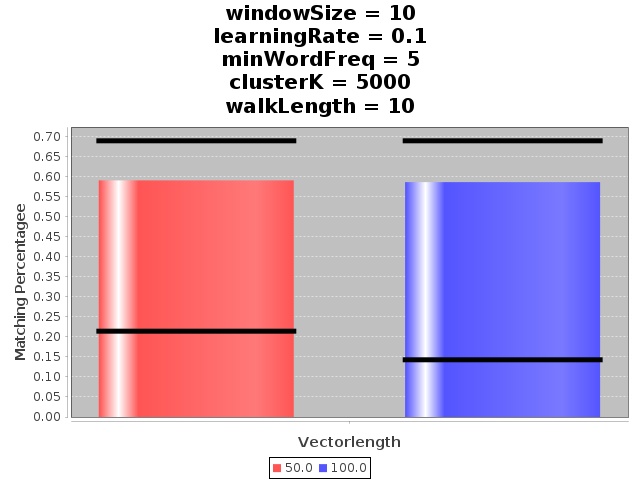 windowSize = 10
learningRate = 0.1
minWordFreq = 5
clusterK = 5000
walkLength = 10
0.70
0.65
0.60
0.55
0.50
0.45
0.40
0.35
0.30
0.25
0.20
0.15
0.10
0.05
0.00
Matching Percentagee
Vectorlength
50.0 100.0